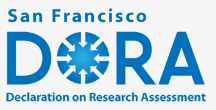 San Francisco
DORA
Declaration on Research Assessment